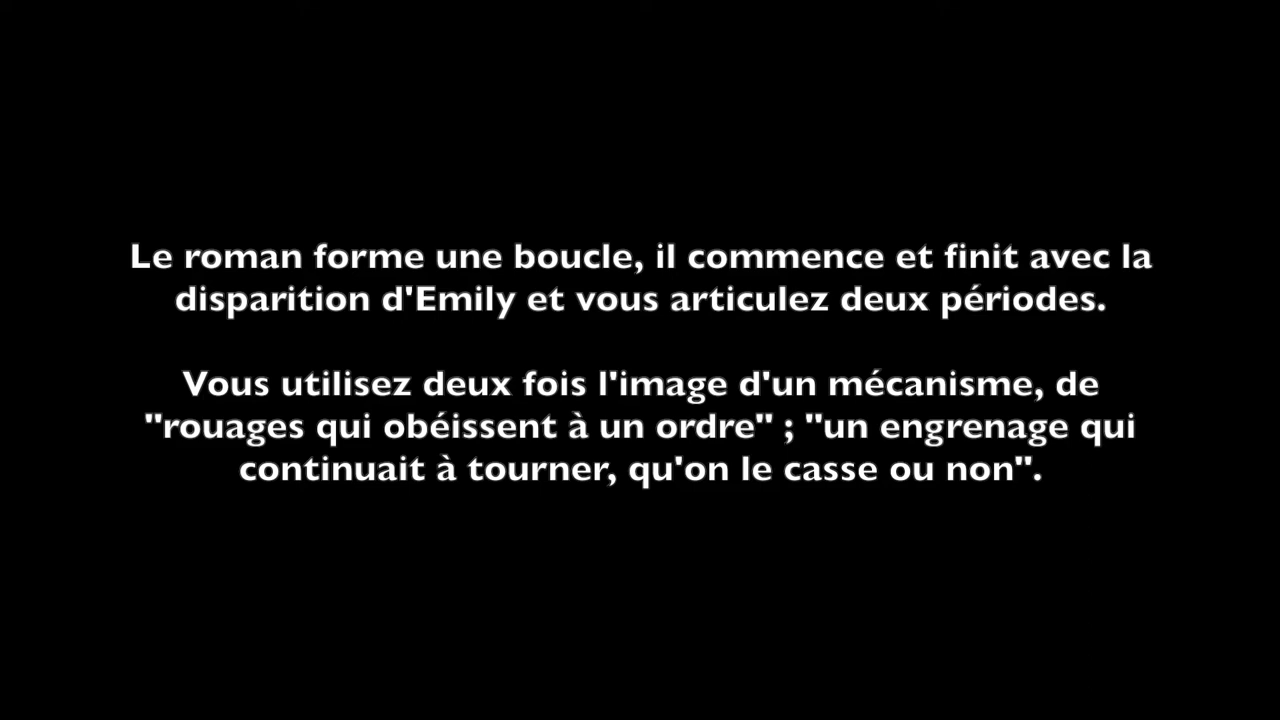 Le roman forme une boucle, il commence et finit avec la
disparition d'Emily et vous articulez deux périodes.
Vous utilisez deux fois l'image d'un mécanisme, de
"rouages qui obéissent à un ordre" ; "un engrenage qui
continuait à tourner, qu'on le casse ou non".